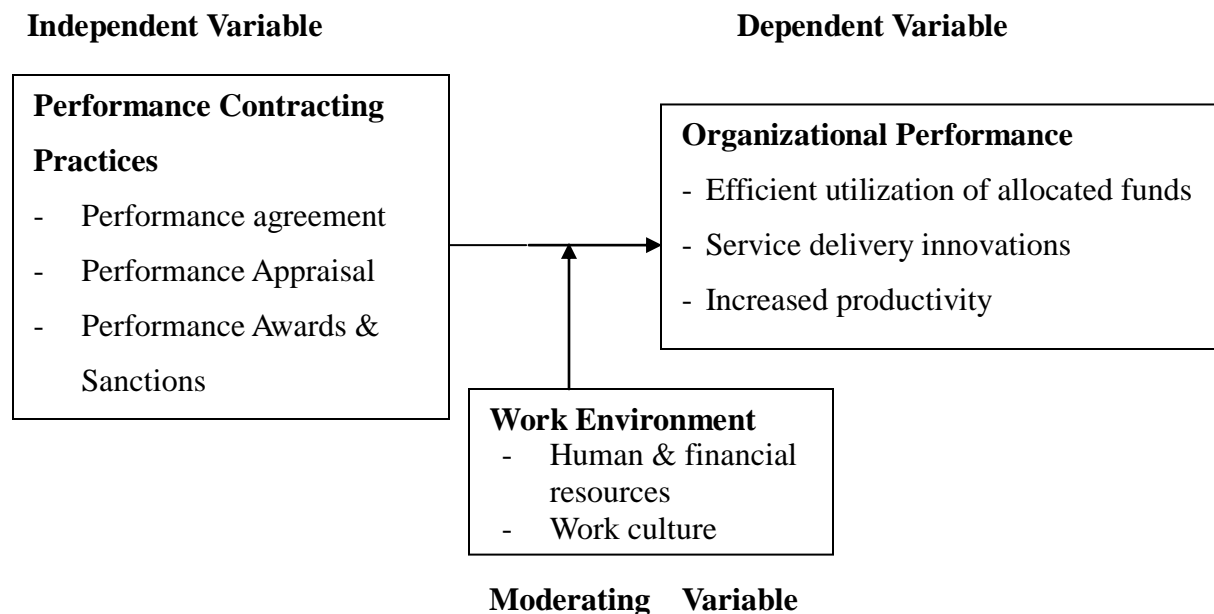 Independent Variable
Dependent Variable
Performance Contracting
Practices
- Performance agreement
- Performance Appraisal
- Performance Awards &
Sanctions
Organizational Performance
- Efficient utilization of allocated funds
- Service delivery innovations
- Increased productivity
Work Environment
- Human & financial
resources
- Work culture
Moderating Variable